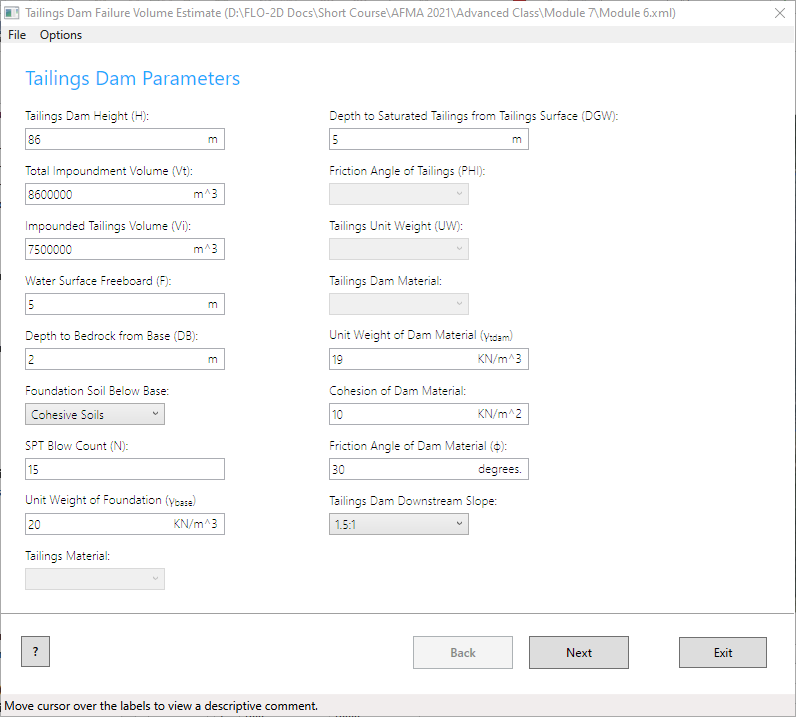 Tailings Dam Failure Volume Estimate (D:\FLO-2D Docs\Short Course\AFMA 2021\Advanced Class\Module 7\Module 6.xml)
File Options
Tailings Dam Parameters
Tailings Dam Height (H):
86 m
Total Impoundment Volume (Vt):
8600000 m^3
Impounded Tailings Volume (Vi):
7500000 m^3
Water Surface Freeboard (F):
5 m
Depth to Bedrock from Base (DB):
2 m
Foundation Soil Below Base:
Cohesive Soils
SPT Blow Count (N):
15
Unit Weight of Foundation (γbase)
20 KN/m^3
Tailings Material:
Depth to Saturated Tailings from Tailings Surface (DGW):
5 m
Friction Angle of Tailings (PHI):
Tailings Unit Weight (UW):
Tailings Dam Material:
Unit Weight of Dam Material (γtdam)
19 KN/m^3
Cohesion of Dam Material:
10 KN/m^2
Friction Angle of Dam Material (ϕ):
30 degrees.
Tailings Dam Downstream Slope:
1.5:1
? Back Next Exit
Move cursor over the labels to view a descriptive comment.